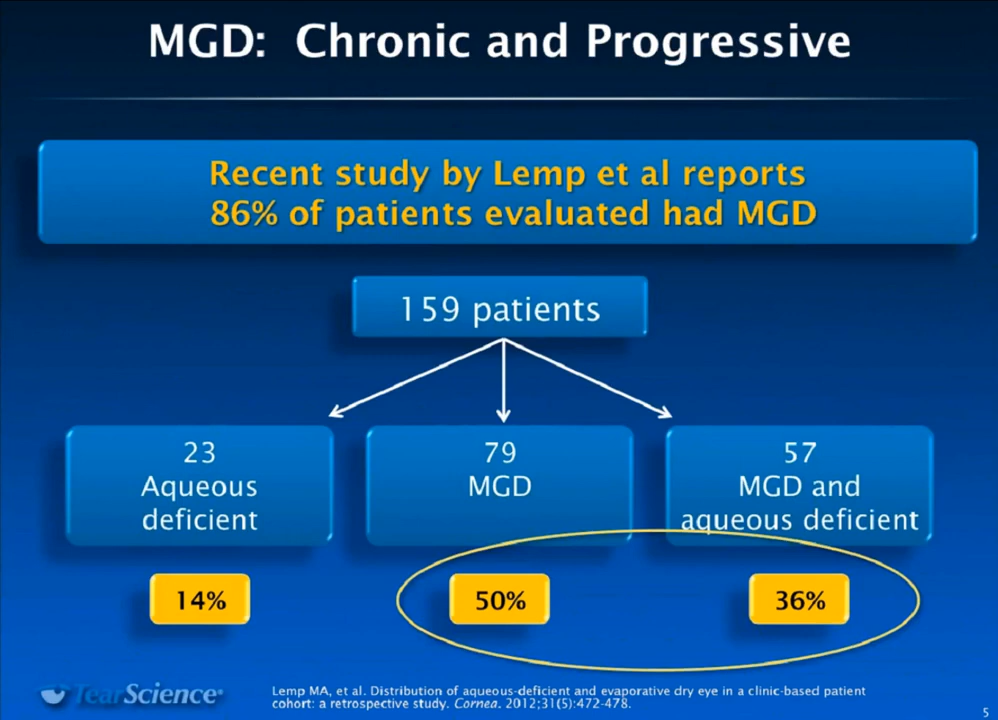 MGD: Chronic and Progressive
Recent study by Lemp et al reports
86% of patients evaluated had MGD
159 patients
23
Aqueous
deficient
79
MGD
57
MGD and
aqueous deficient
14%
50%
36%
TearScience
Lemp MA, et al. Distribution of aqueous-deficient and evaporative dry eye in a clinic-based patient
cohort: a retrospective study. Cornea. 2012;31(5):472-478.
5